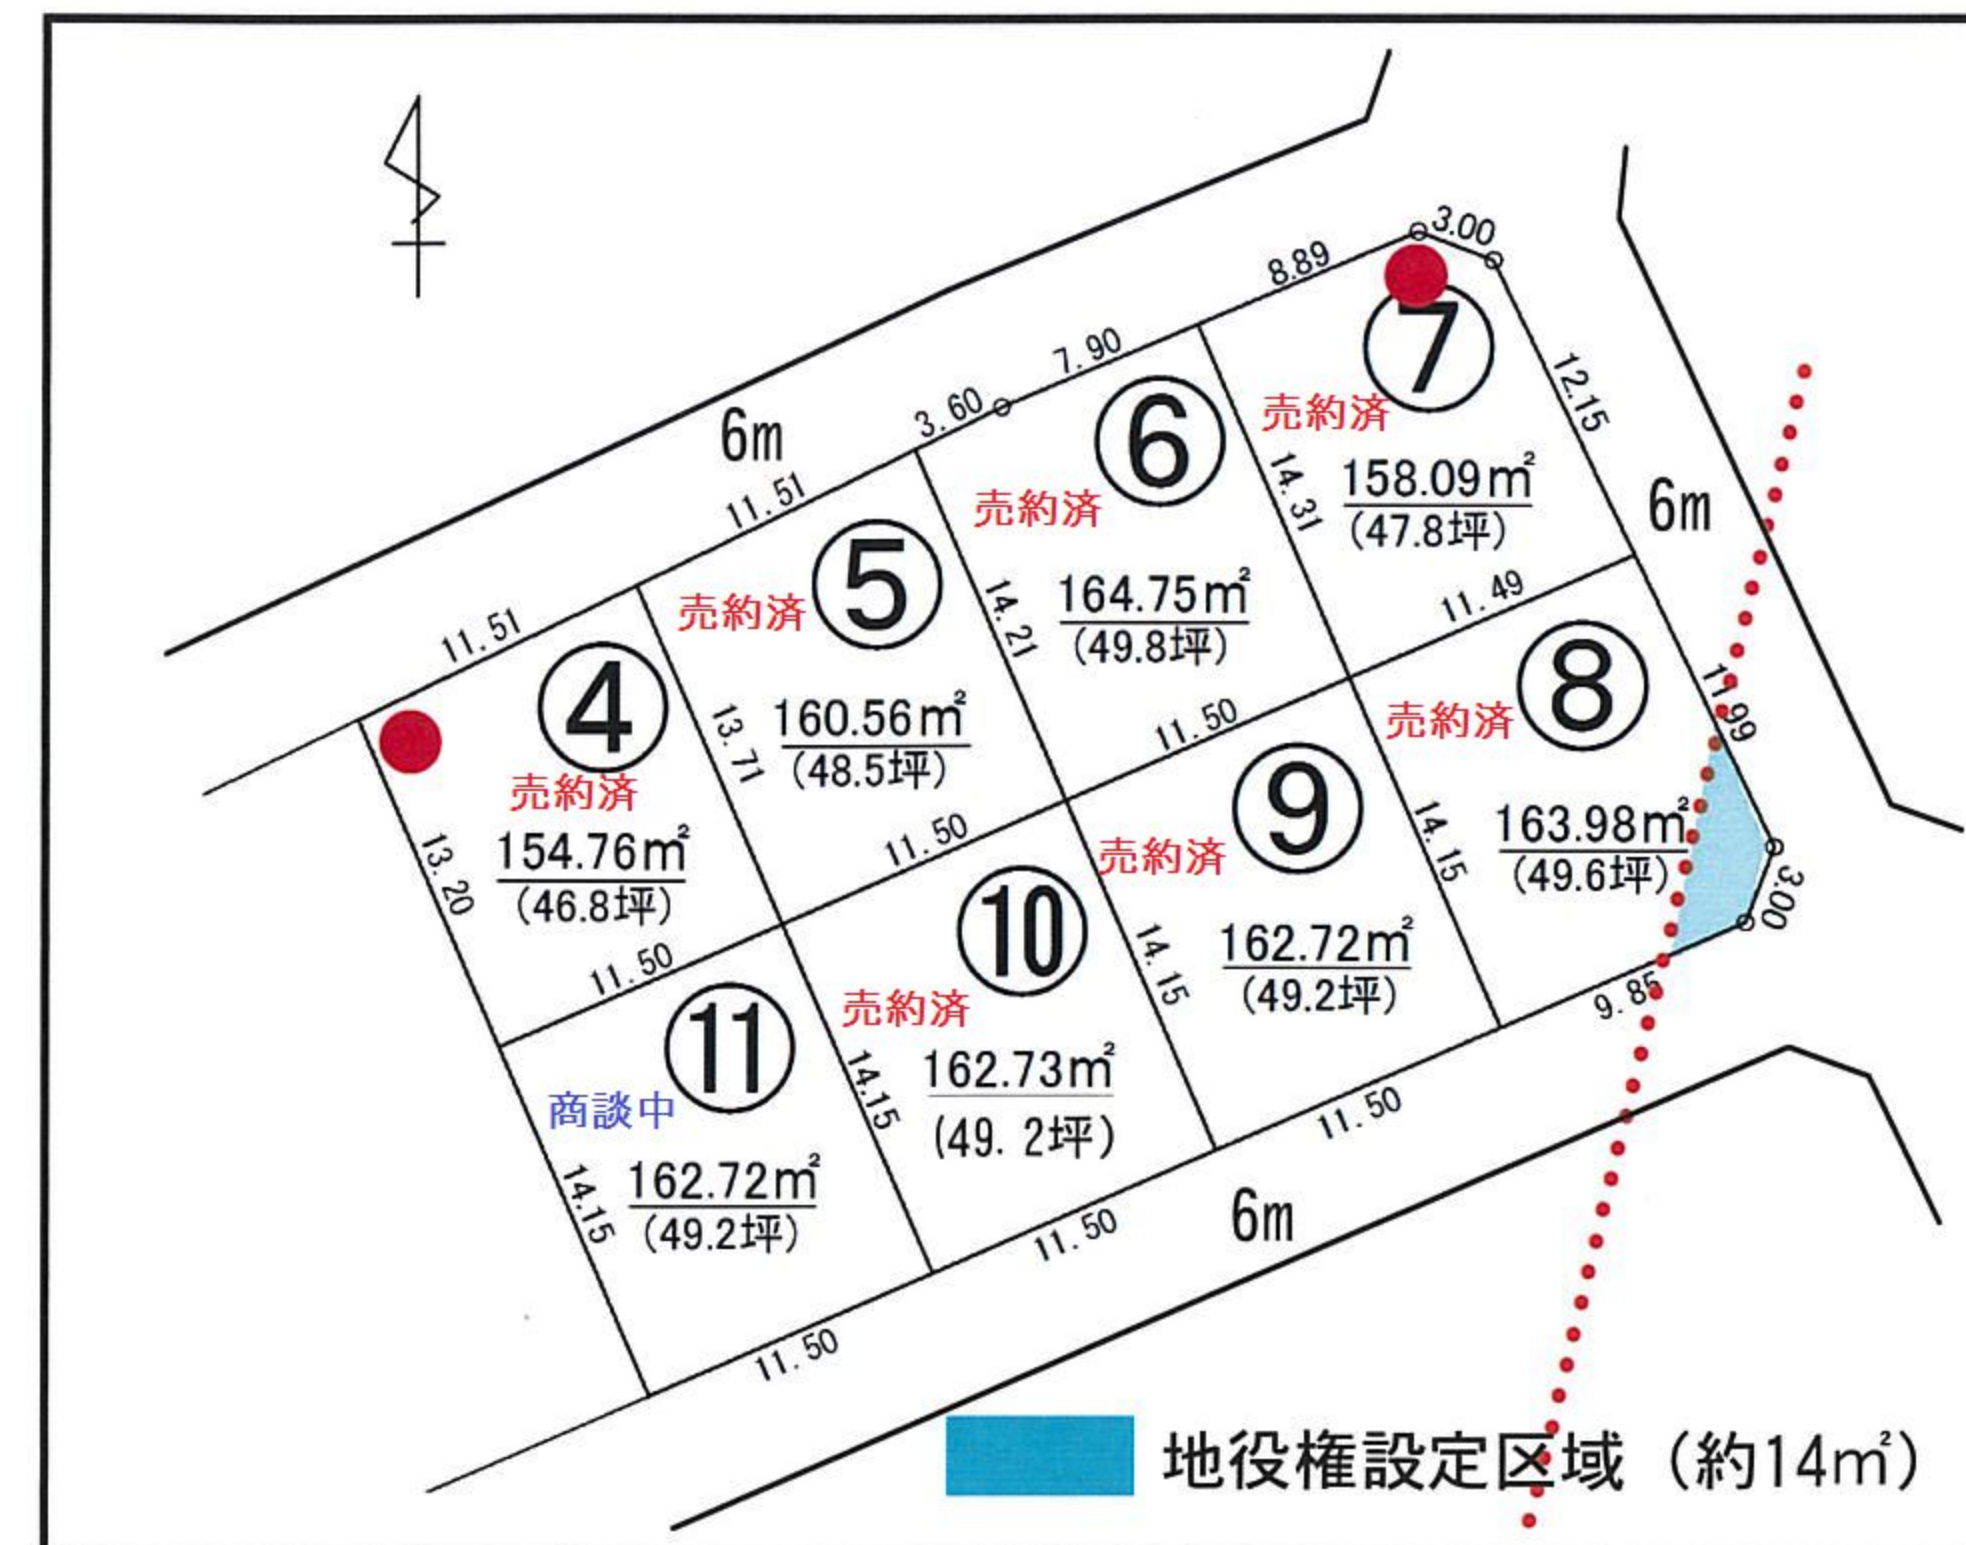 3.00
8.89
7.90
3.60
6m
11.51
11.51
⑦
売約済
158.09㎡
(47.8坪)
12.15
6m
14.31
⑥
売約済
164.75㎡
(49.8坪)
14.21
11.49
⑤
売約済
160.56㎡
(48.5坪)
13.71
11.50
④
売約済
154.76㎡
(46.8坪)
13.20
11.50
11.50
⑧
売約済
163.98㎡
(49.6坪)
11.99
3.00
9.85
14.15
⑨
売約済
162.72㎡
(49.2坪)
14.15
11.50
⑩
売約済
162.73㎡
(49.2坪)
14.15
11.50
⑪
商談中
162.72㎡
(49.2坪)
14.15
11.50
6m
地役権設定区域（約14㎡）